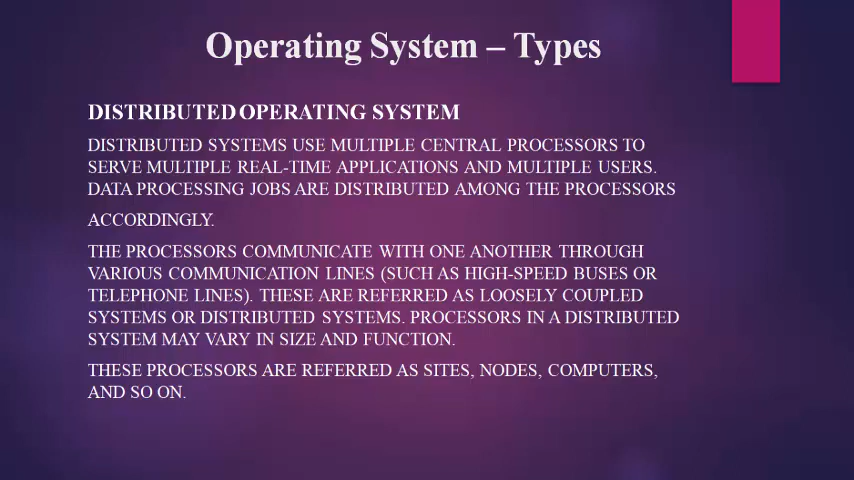 Operating System – Types
DISTRIBUTED OPERATING SYSTEM
DISTRIBUTED SYSTEMS USE MULTIPLE CENTRAL PROCESSORS TO
SERVE MULTIPLE REAL-TIME APPLICATIONS AND MULTIPLE USERS.
DATA PROCESSING JOBS ARE DISTRIBUTED AMONG THE PROCESSORS
ACCORDINGLY.
THE PROCESSORS COMMUNICATE WITH ONE ANOTHER THROUGH
VARIOUS COMMUNICATION LINES (SUCH AS HIGH-SPEED BUSES OR
TELEPHONE LINES). THESE ARE REFERRED AS LOOSELY COUPLED
SYSTEMS OR DISTRIBUTED SYSTEMS. PROCESSORS IN A DISTRIBUTED
SYSTEM MAY VARY IN SIZE AND FUNCTION.
THESE PROCESSORS ARE REFERRED AS SITES, NODES, COMPUTERS,
AND SO ON.